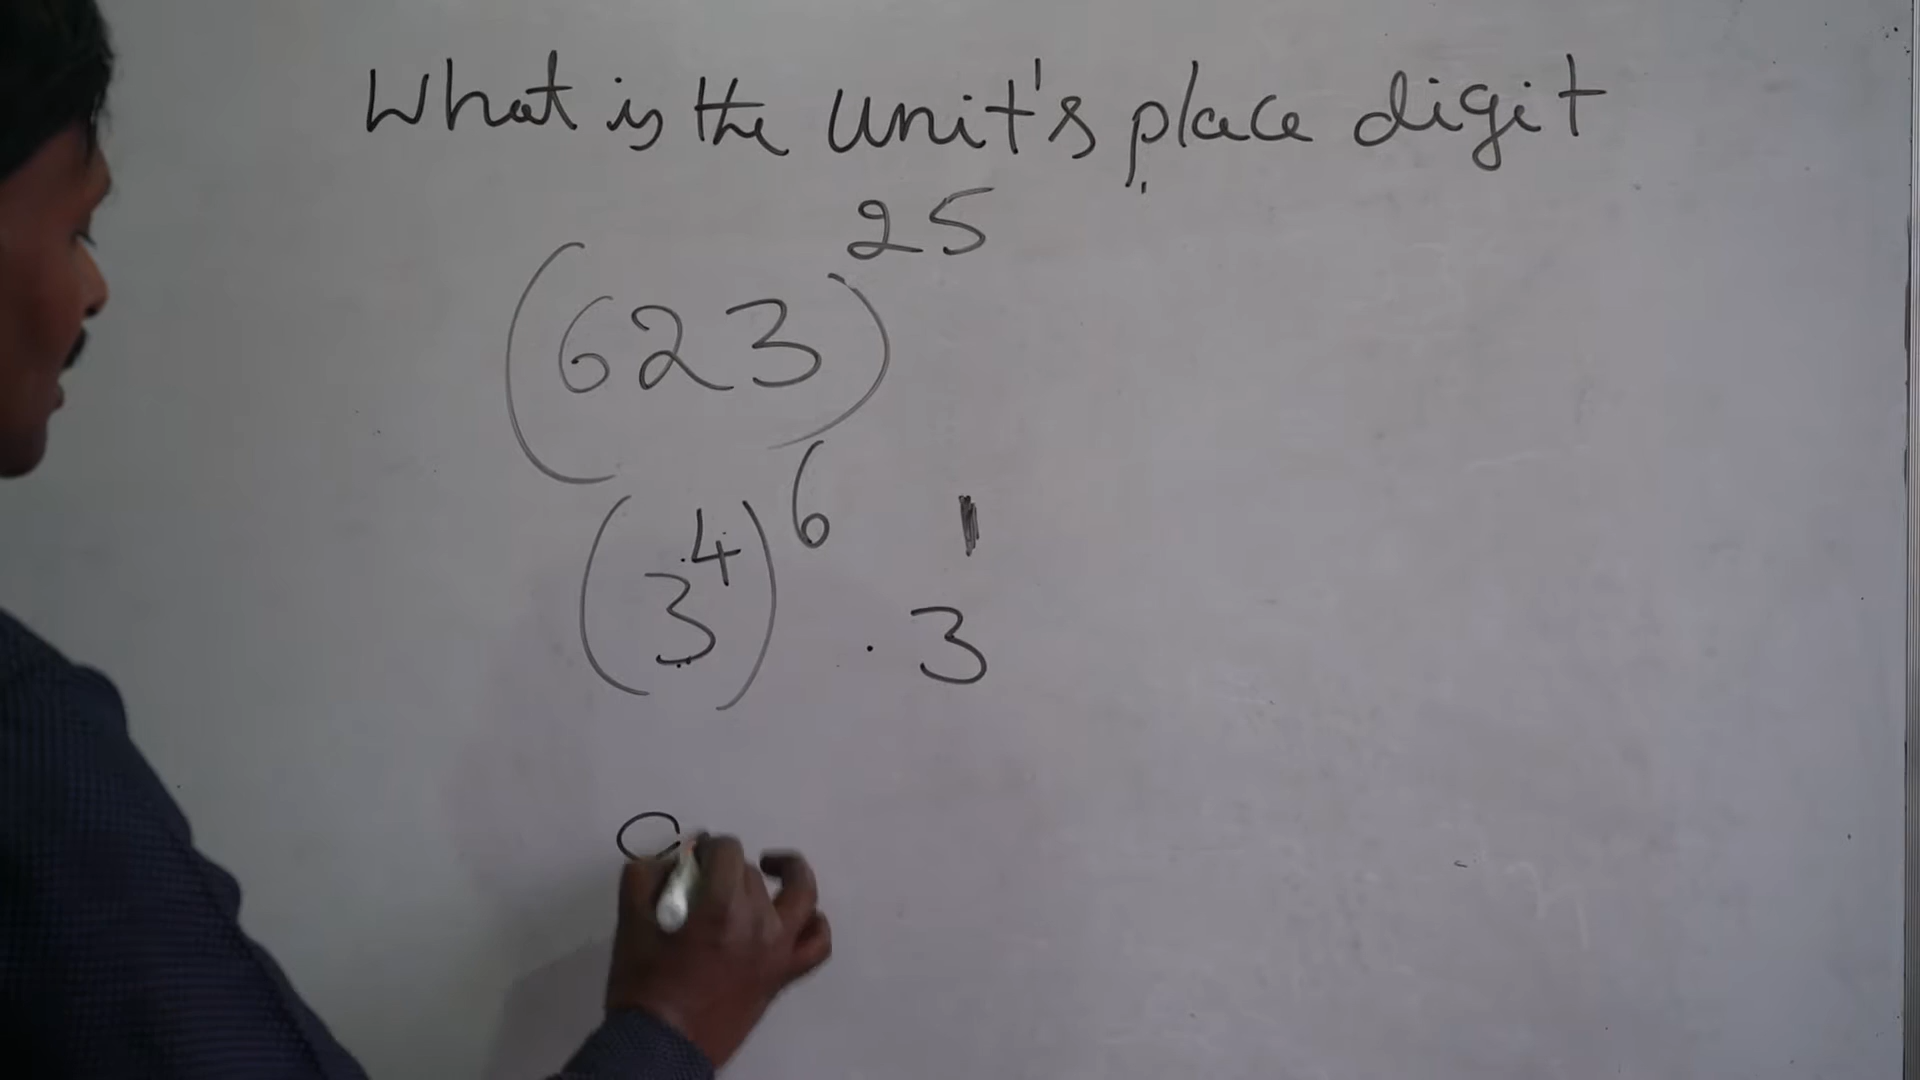 What is the unit's place digit
(623)^25
(3^4)^6 . 3^1